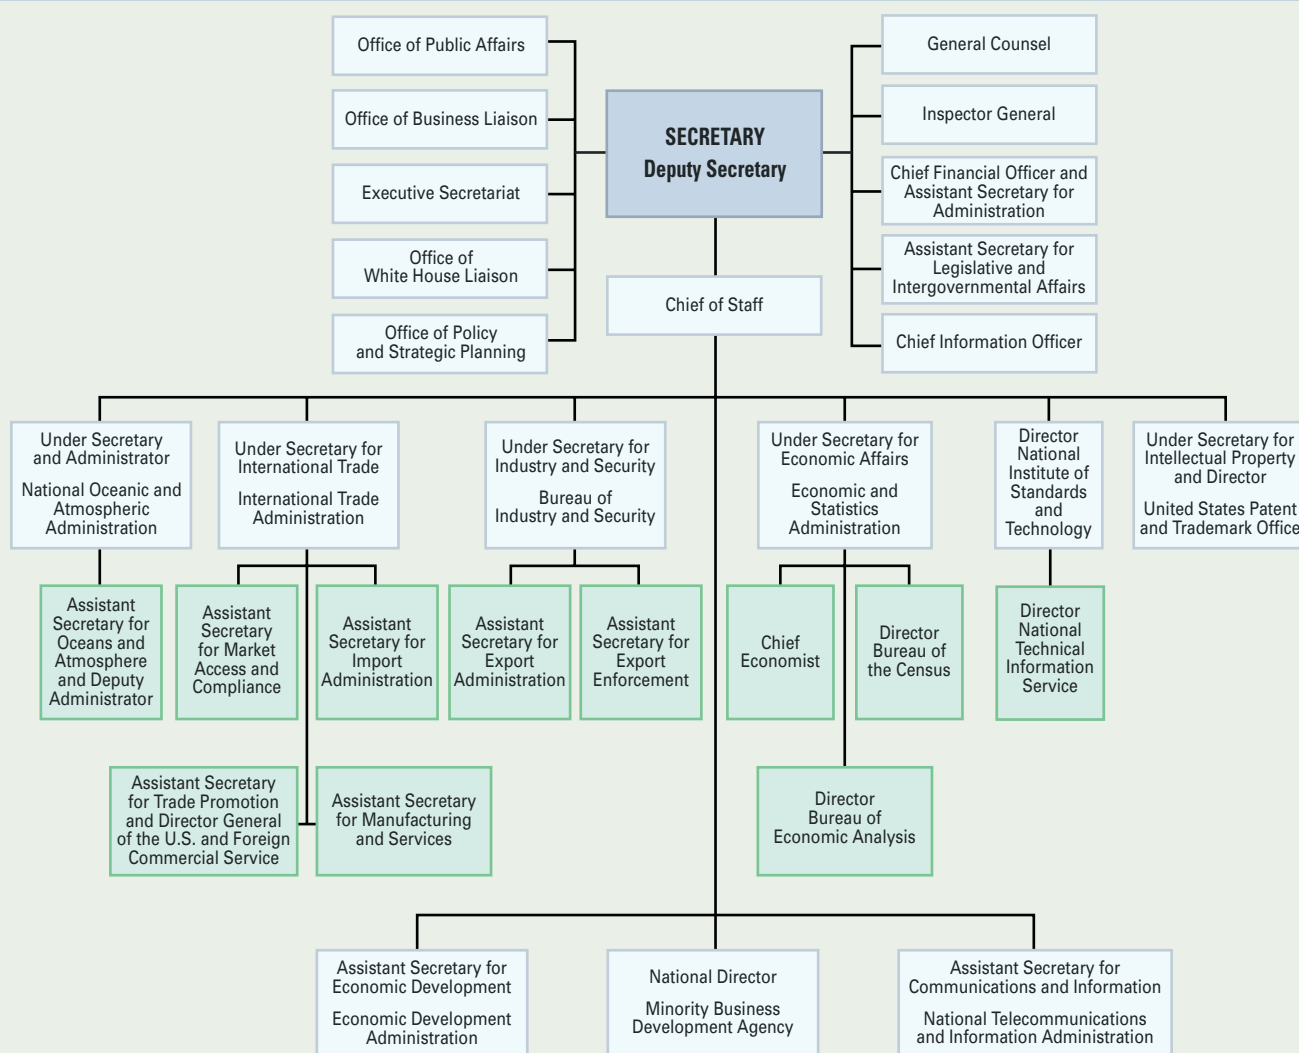 Office of Public Affairs
Office of Business Liaison
Executive Secretariat
Office of
White House Liaison
Office of Policy
and Strategic Planning
SECRETARY
Deputy Secretary
Chief of Staff
General Counsel
Inspector General
Chief Financial Officer and
Assistant Secretary for
Administration
Assistant Secretary for
Legislative and
Intergovernmental Affairs
Chief Information Officer
Under Secretary
and Administrator
National Oceanic and
Atmospheric
Administration
Under Secretary for
International Trade
International Trade
Administration
Under Secretary for
Industry and Security
Bureau of
Industry and Security
Under Secretary for
Economic Affairs
Economic and
Statistics
Administration
Director
National
Institute of
Standards
and
Technology
Under Secretary for
Intellectual Property
and Director
United States Patent
and Trademark Office
Assistant
Secretary for
Oceans and
Atmosphere
and Deputy
Administrator
Assistant
Secretary
for Market
Access and
Compliance
Assistant
Secretary for
Import
Administration
Assistant
Secretary for
Export
Administration
Assistant
Secretary for
Export
Enforcement
Chief
Economist
Director
Bureau of
the Census
Director
National
Technical
Information
Service
Assistant Secretary
for Trade Promotion
and Director General
of the U.S. and Foreign
Commercial Service
Assistant Secretary
for Manufacturing
and Services
Director
Bureau of
Economic Analysis
Assistant Secretary for
Economic Development
Economic Development
Administration
National Director
Minority Business
Development Agency
Assistant Secretary for
Communications and Information
National Telecommunications
and Information Administration